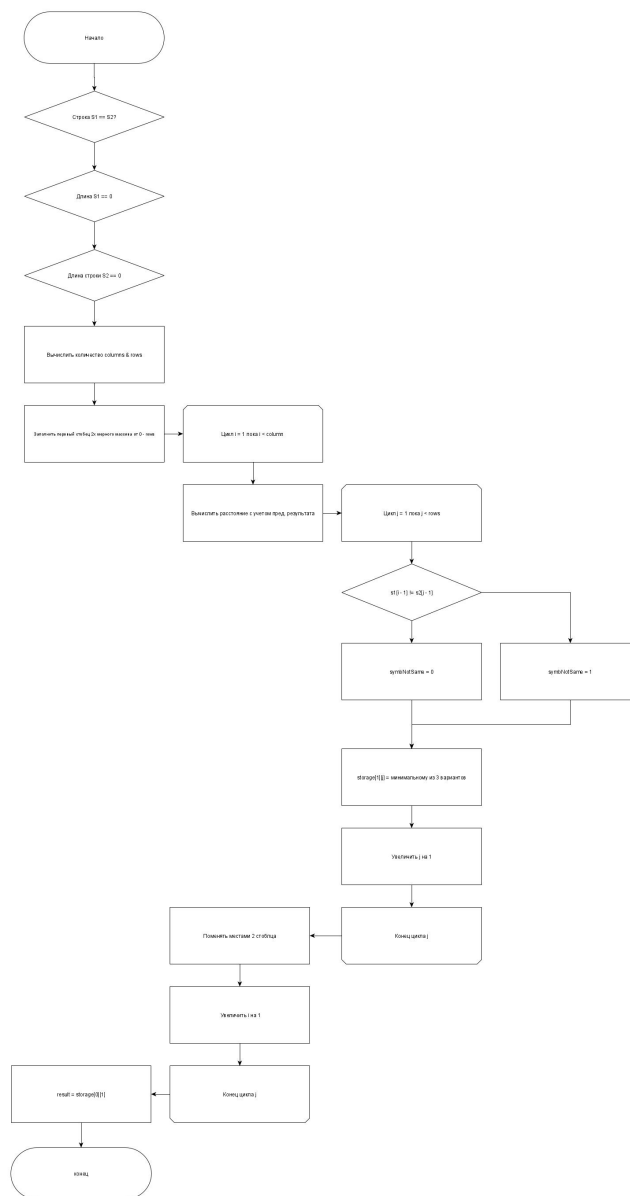 Начало
Строка S1 == S2?
Длина S1 == 0
Длина строки S2 == 0
Вычислить количество columns & rows
Заполнить первый столбец 2х мерного массива от 0 -
Цикл i = 1 пока i < column
Вычислить расстояние с учетом пред. результата
Цикл j = 1 пока j < rows
s1[i - 1] != s2[j - 1]
symbNotSame = 0
symbNotSame = 1
storage[1][j] = минимальному из 3 вариантов
Увеличить j на 1
Конец цикла j
Поменять местами 2 столбца
Увеличить i на 1
Конец цикла j
result = storage[0][1]
конец